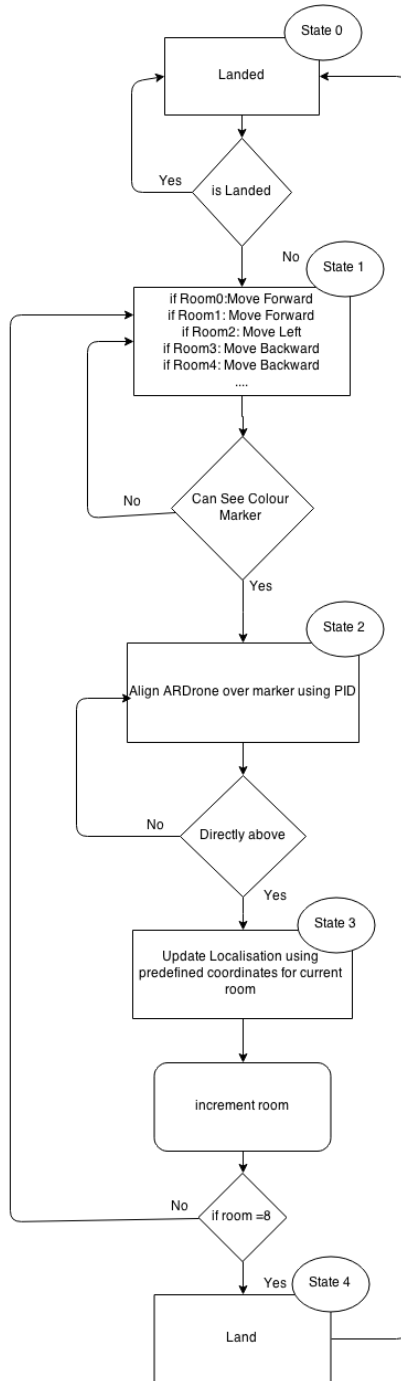 State 0
Landed
Yes
is Landed
No
State 1
if Room0:Move Forward
if Room1: Move Forward
if Room2: Move Left
if Room3: Move Backward
if Room4: Move Backward
....
No
Can See Colour
Marker
Yes
State 2
Align ARDrone over marker using PID
No
Directly above
Yes
State 3
Update Localisation using
predefined coordinates for current
room
increment room
No
if room =8
Yes
State 4
Land